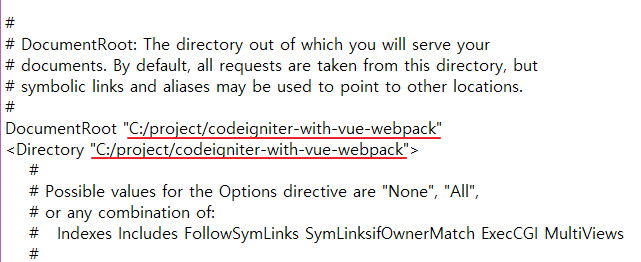 #
# DocumentRoot: The directory out of which you will serve your
# documents. By default, all requests are taken from this directory, but
# symbolic links and aliases may be used to point to other locations.
#
DocumentRoot "C:/project/codeigniter-with-vue-webpack"
<Directory "C:/project/codeigniter-with-vue-webpack">
#
# Possible values for the Options directive are "None", "All",
# or any combination of:
# Indexes Includes FollowSymLinks SymLinksifOwnerMatch ExecCGI MultiViews
#